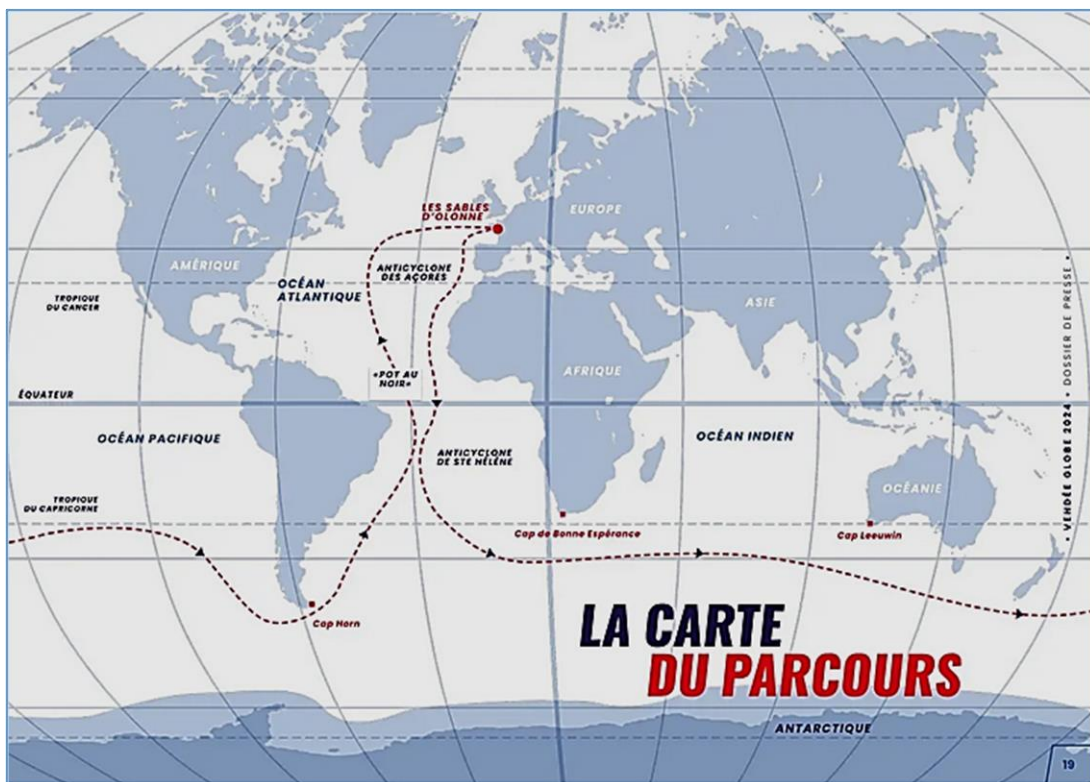 LES SABLES
D'OLONNE
EUROPE
AMÉRIQUE
ANTICYCLONE
DES AÇORES
OCÉAN
ATLANTIQUE
TROPIQUE
DU CANCER
ASIE
«POT AU
NOIR«
AFRIQUE
ÉQUATEUR
OCÉAN PACIFIQUE
OCÉAN INDIEN
ANTICYCLONE
DE STE HÉLÈNE
TROPIQUE
DU CAPRICORNE
OCÉANIE
Cap de Bonne Espérance
Cap Leeuwin
Cap Horn
LA CARTE
DU PARCOURS
ANTARCTIQUE
• VENDÉE GLOBE 2024 • DOSSIER DE PRESSE •
19